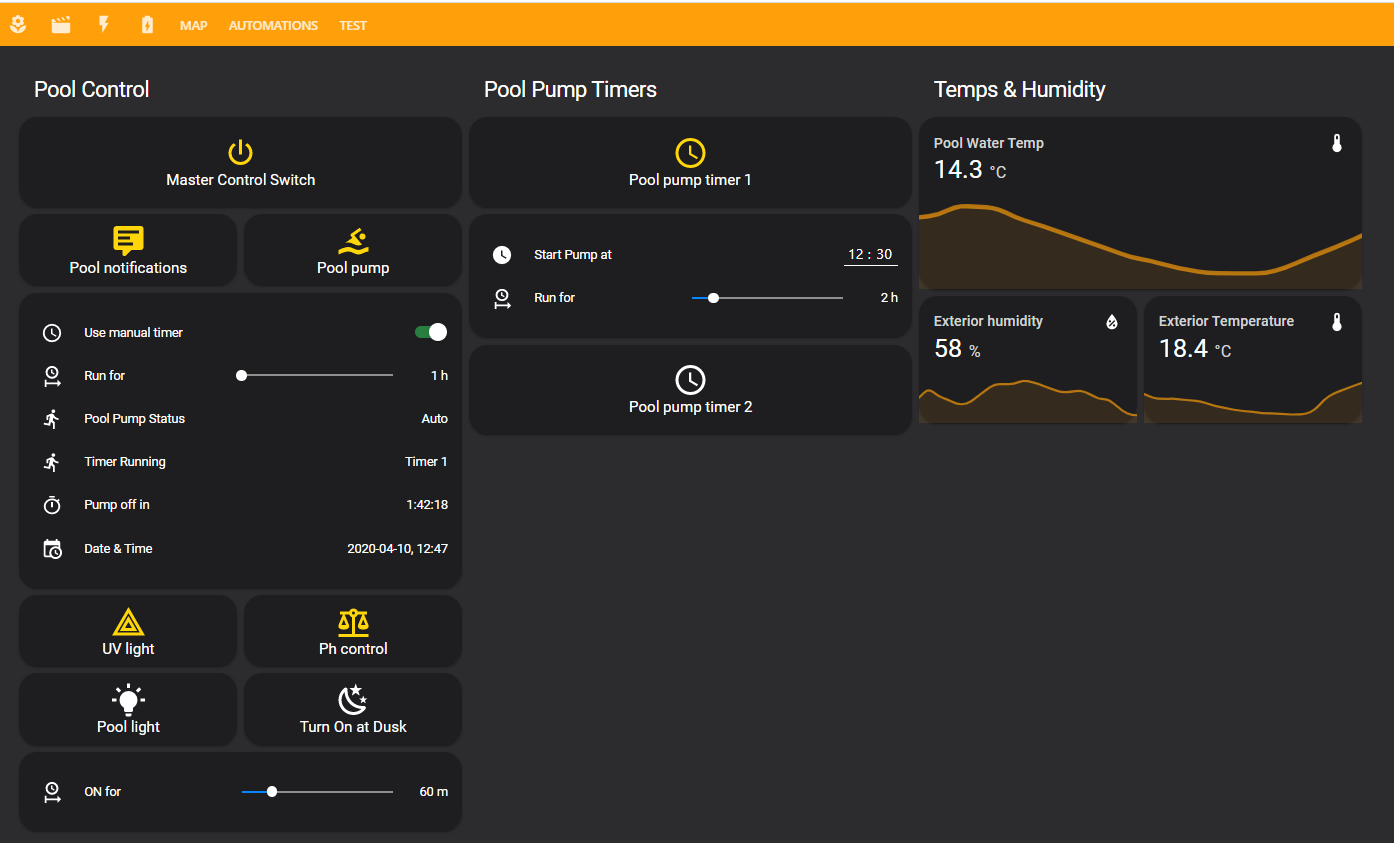 MAP AUTOMATIONS TEST
Pool Control
Master Control Switch
Pool notifications
Pool pump
Use manual timer
Run for 1 h
Pool Pump Status Auto
Timer Running Timer 1
Pump off in 1:42:18
Date & Time 2020-04-10, 12:47
UV light
Ph control
Pool light
Turn On at Dusk
ON for 60 m
Pool Pump Timers
Pool pump timer 1
Start Pump at 12 : 30
Run for 2 h
Pool pump timer 2
Temps & Humidity
Pool Water Temp
14.3 °C
Exterior humidity
58 %
Exterior Temperature
18.4 °C